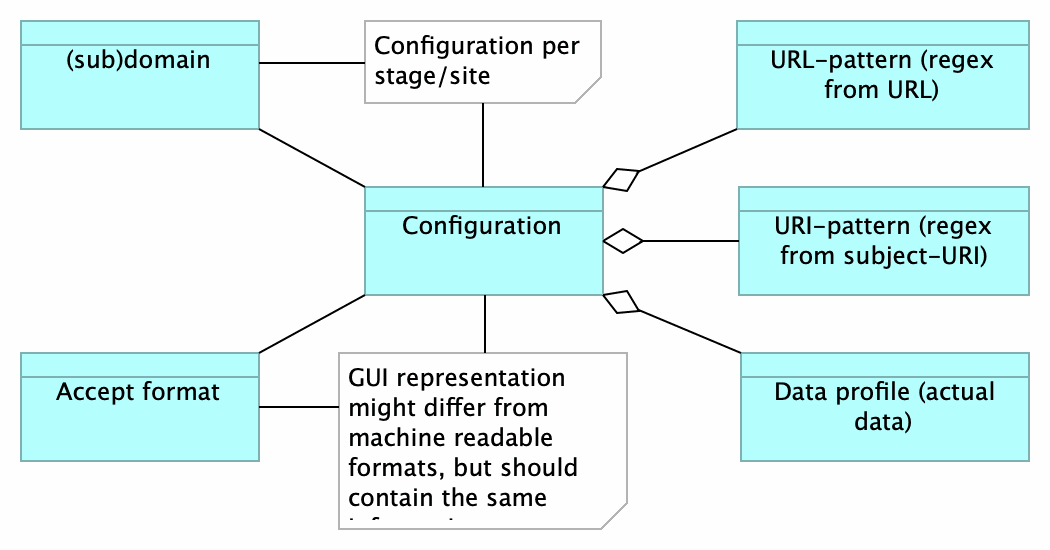 (sub)domain
Configuration per
stage/site
URL-pattern (regex
from URL)
Configuration
URI-pattern (regex
from subject-URI)
Accept format
GUI representation
might differ from
machine readable
formats, but should
contain the same
Data profile (actual
data)